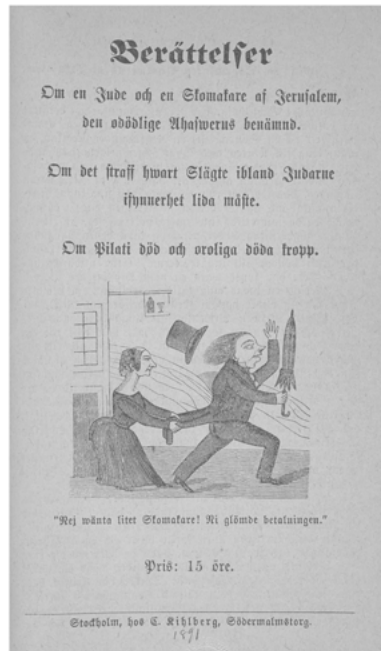 Berättelser
Om en Jude och en Skomakare af Jerusalem,
den odödlige Ahaswerus benämnd.
Om det straff hwart Slägte ibland Judarne
isynnerhet lida måste.
Om Pilati död och oroliga döda kropp.
"Nej wänta litet Skomakare! Ni glömde betalningen."
Pris: 15 öre.
Stockholm, hos C. Kihlberg, Södermalmstorg.
1891